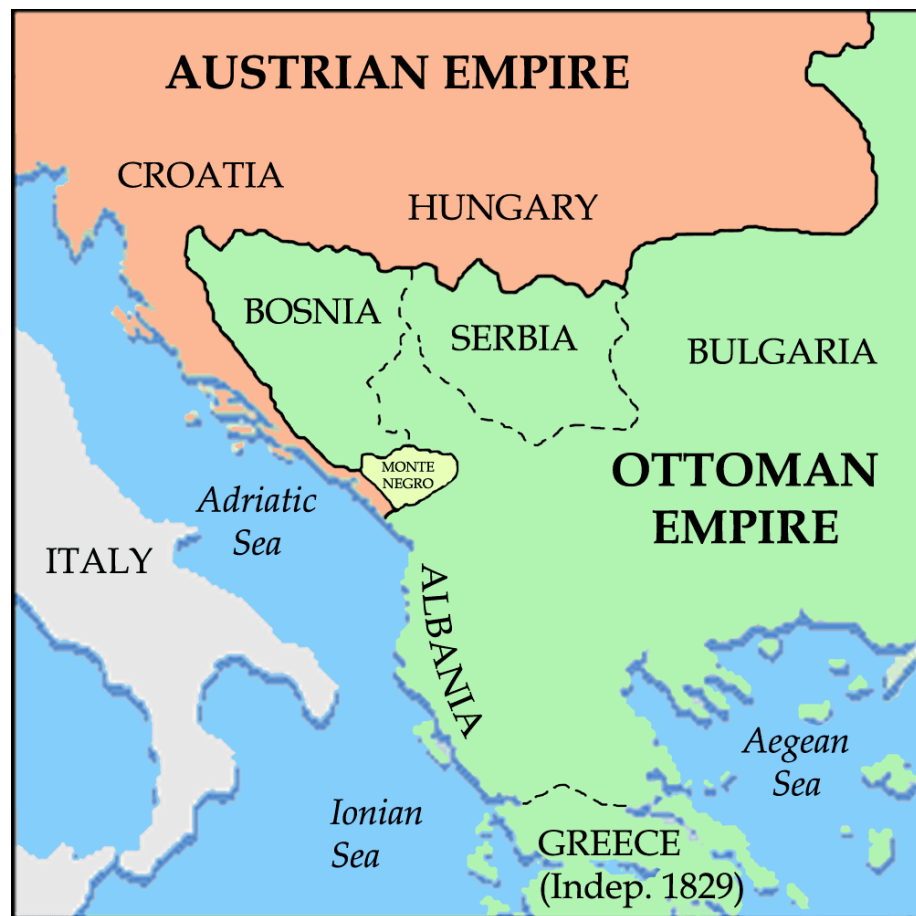 AUSTRIAN EMPIRE
CROATIA
HUNGARY
BOSNIA
SERBIA
BULGARIA
MONTE
NEGRO
OTTOMAN
EMPIRE
Adriatic
Sea
ITALY
ALBANIA
Aegean
Sea
Ionian
Sea
GREECE
(Indep. 1829)